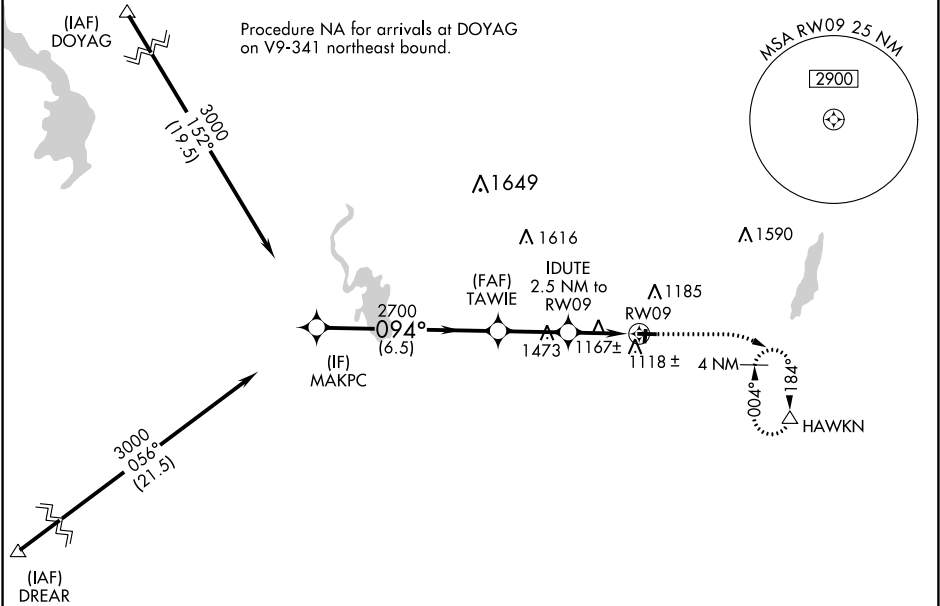 (IAF)
DOYAG
Procedure NA for arrivals at DOYAG
on V9-341 northeast bound.
MSA RW09 25 NM
2900
3000
152°
(19.5)
1649
1616
1590
IDUTE
2.5 NM to
RW09
(FAF)
TAWIE
1185
RW09
2700
094°
(6.5)
1473
1167±
1118 ±
4 NM
004°
184°
HAWKN
(IF)
MAKPC
3000
056°
(21.5)
(IAF)
DREAR